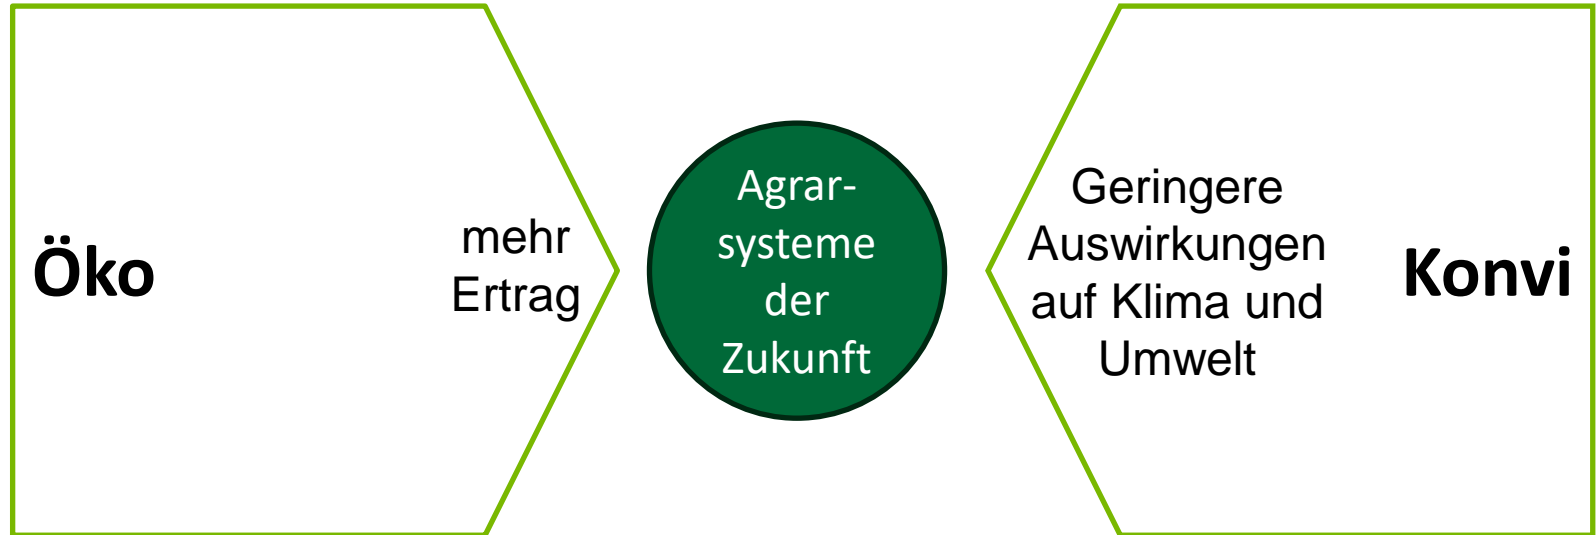 Öko
mehr
Ertrag
Agrar-
systeme
der
Zukunft
Geringere
Auswirkungen
auf Klima und
Umwelt
Konvi